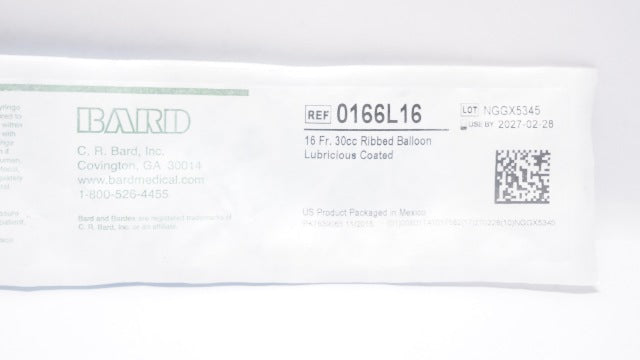 BARD
C. R. Bard, Inc.
Covington, GA 30014
www.bardmedical.com
1-800-526-4455
Bard and Bardex are registered trademarks of
C. R. Bard, Inc. or an affiliate.
REF 0166L16
16 Fr. 30cc Ribbed Balloon
Lubricious Coated
US Product Packaged in Mexico
11/2015
LOT NGGX5345
USE BY 2027-02-28